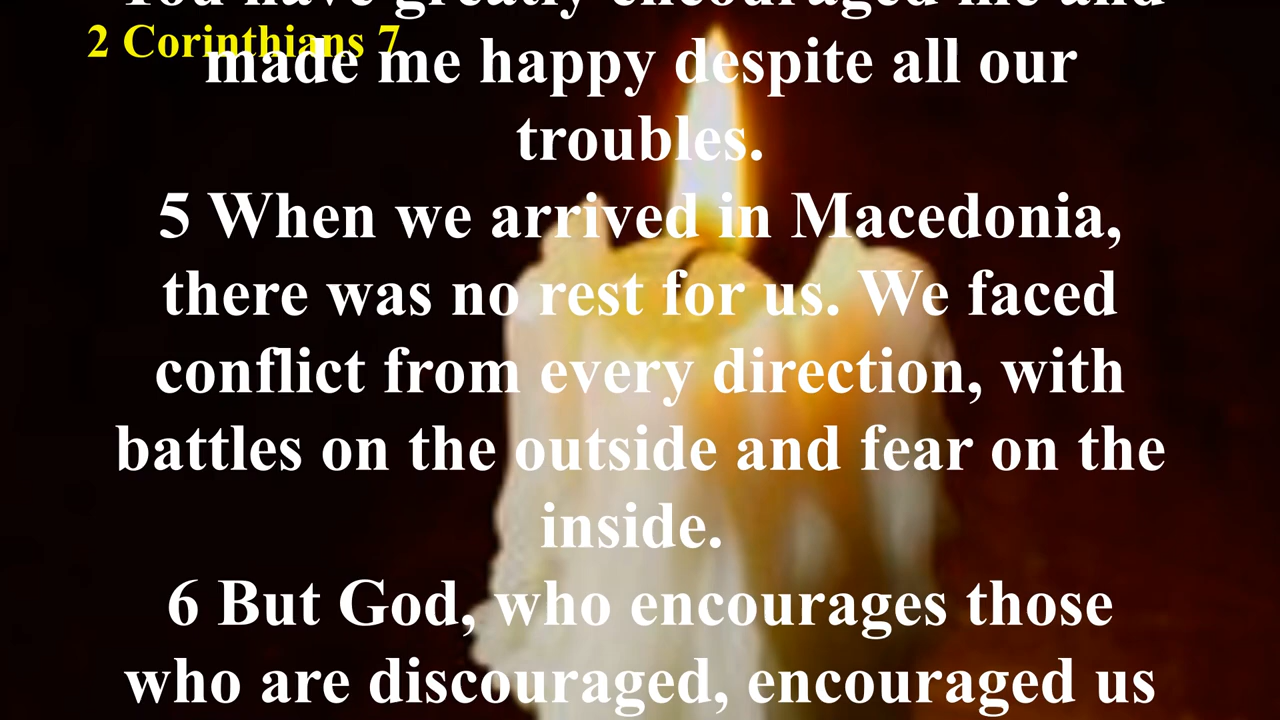 You have greatly encouraged me and
2 Corinthians 7
made me happy despite all our
troubles.
5 When we arrived in Macedonia,
there was no rest for us. We faced
conflict from every direction, with
battles on the outside and fear on the
inside.
6 But God, who encourages those
who are discouraged, encouraged us